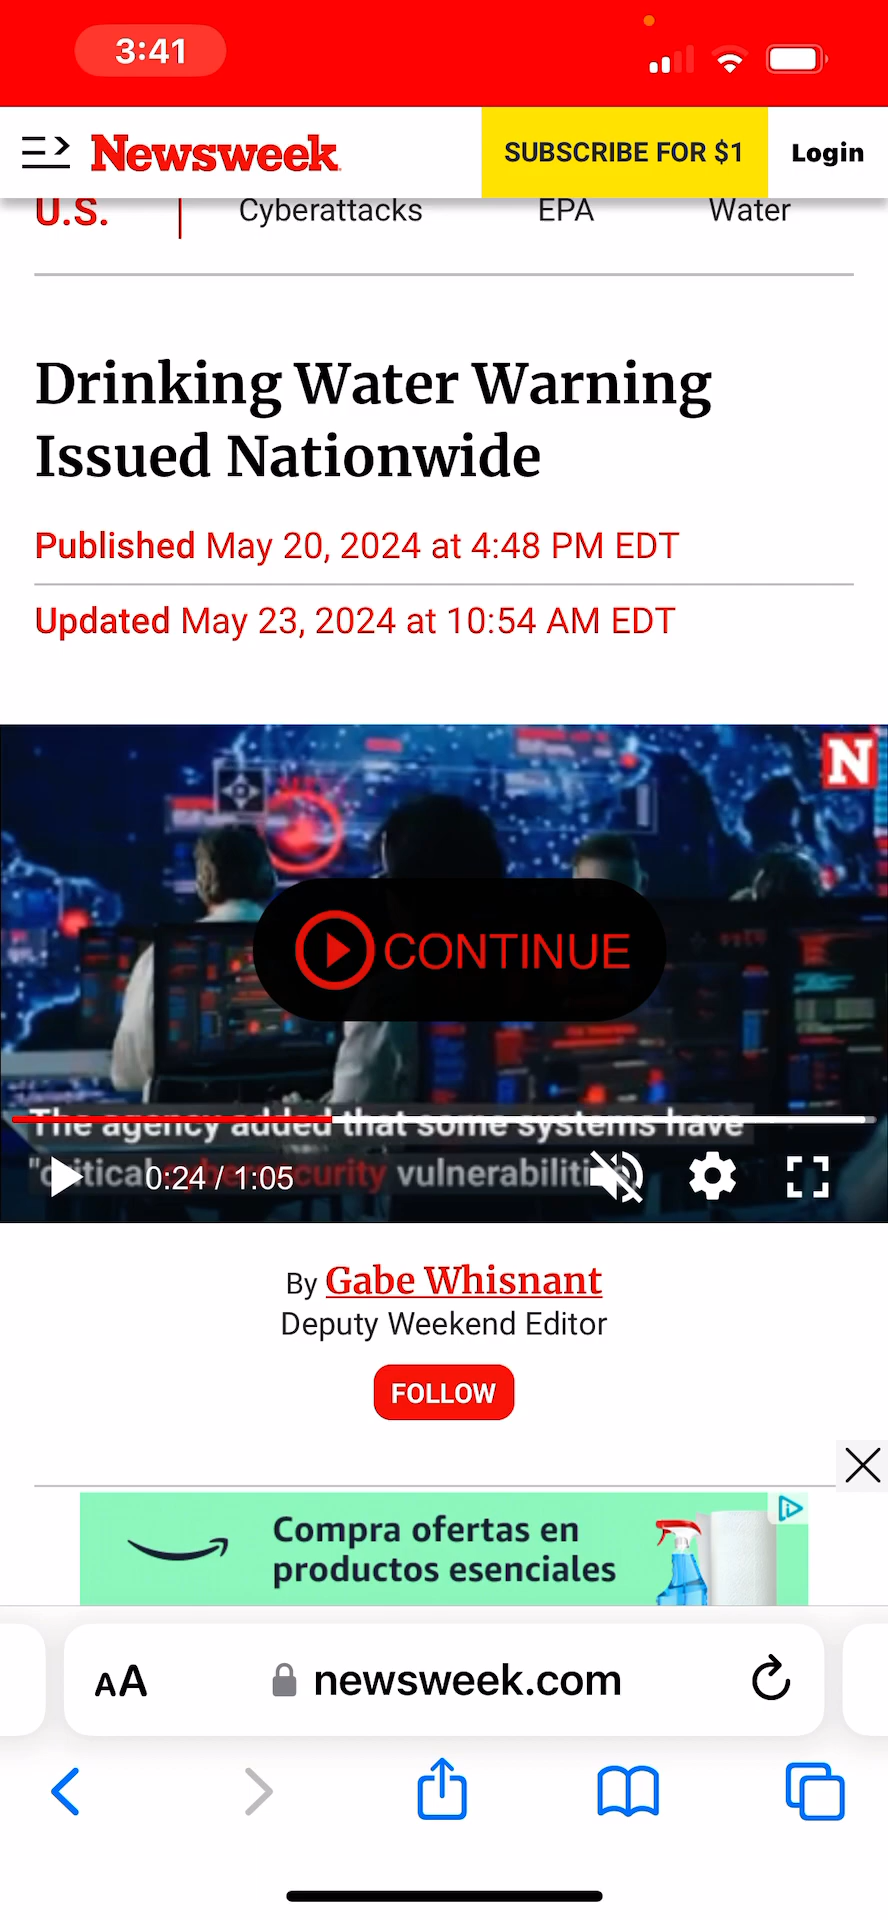 3:41
Newsweek
SUBSCRIBE FOR $1
Login
U.S.
Cyberattacks
EPA
Water
Drinking Water Warning
Issued Nationwide
Published May 20, 2024 at 4:48 PM EDT
Updated May 23, 2024 at 10:54 AM EDT
N
CONTINUE
The agency added that some systems have
0:24 / 1:05
vulnerabilities
By Gabe Whisnant
Deputy Weekend Editor
FOLLOW
Compra ofertas en
productos esenciales
AA
newsweek.com